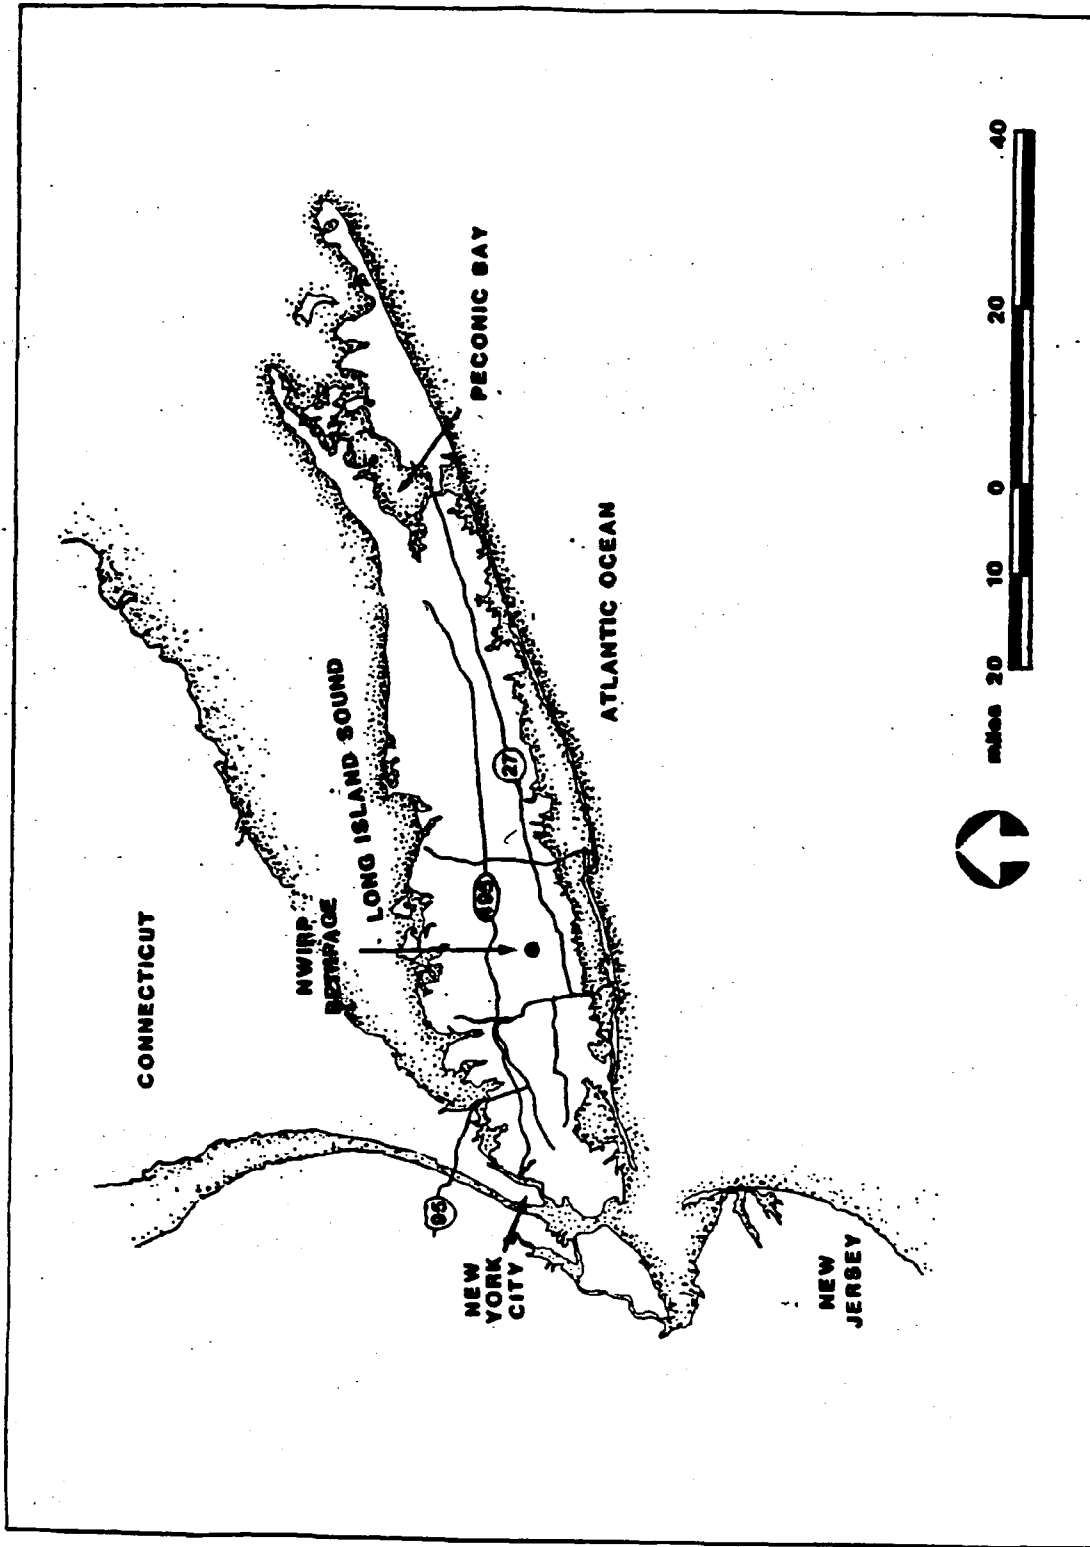 CONNECTICUT
NWIRP
BETHPAGE
LONG ISLAND SOUND
PECONIC BAY
95
495
27
NEW
YORK
CITY
ATLANTIC OCEAN
NEW
JERSEY
miles 20 10 0 20 40